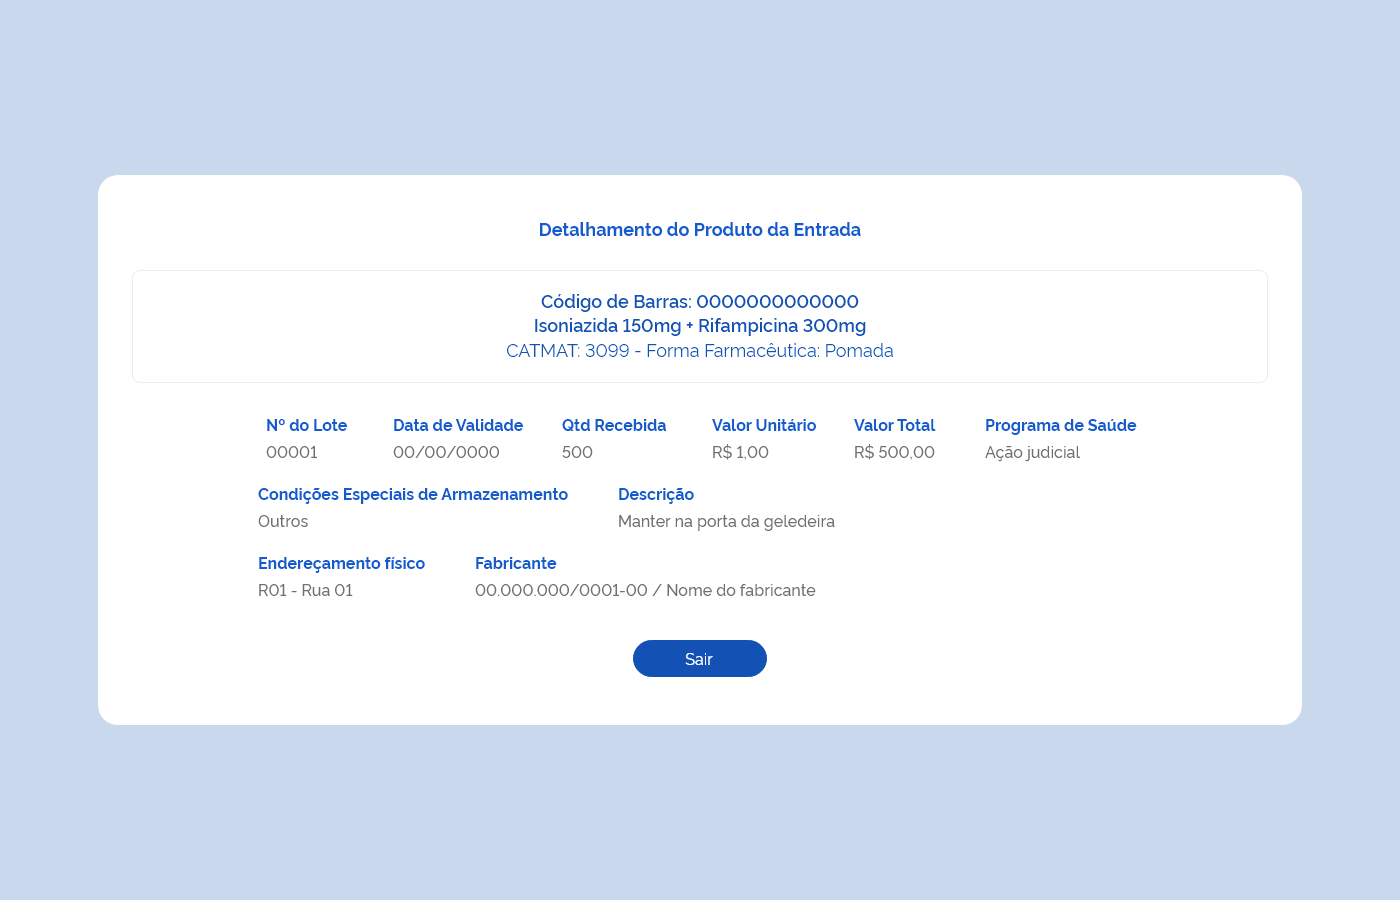 Detalhamento do Produto da Entrada
Código de Barras: 0000000000000
Isoniazida 150mg + Rifampicina 300mg
CATMAT: 3099 - Forma Farmacêutica: Pomada
Nº do Lote Data de Validade Qtd Recebida Valor Unitário Valor Total Programa de Saúde
00001 00/00/0000 500 R$ 1,00 R$ 500,00 Ação judicial
Condições Especiais de Armazenamento Descrição
Outros Manter na porta da geledeira
Endereçamento físico Fabricante
R01 - Rua 01 00.000.000/0001-00 / Nome do fabricante
Sair